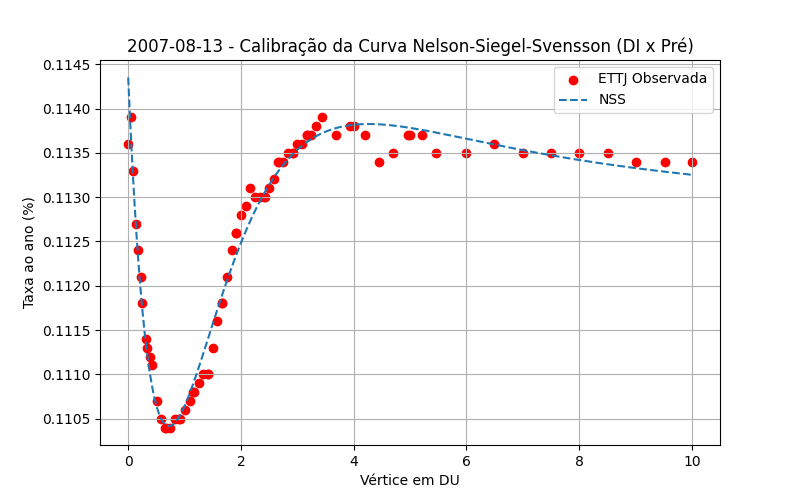 2007-08-13 - Calibração da Curva Nelson-Siegel-Svensson (DI x Pré)
ETTJ Observada
NSS
Taxa ao ano (%)
0.1145
0.1140
0.1135
0.1130
0.1125
0.1120
0.1115
0.1110
0.1105
0 2 4 6 8 10
Vértice em DU